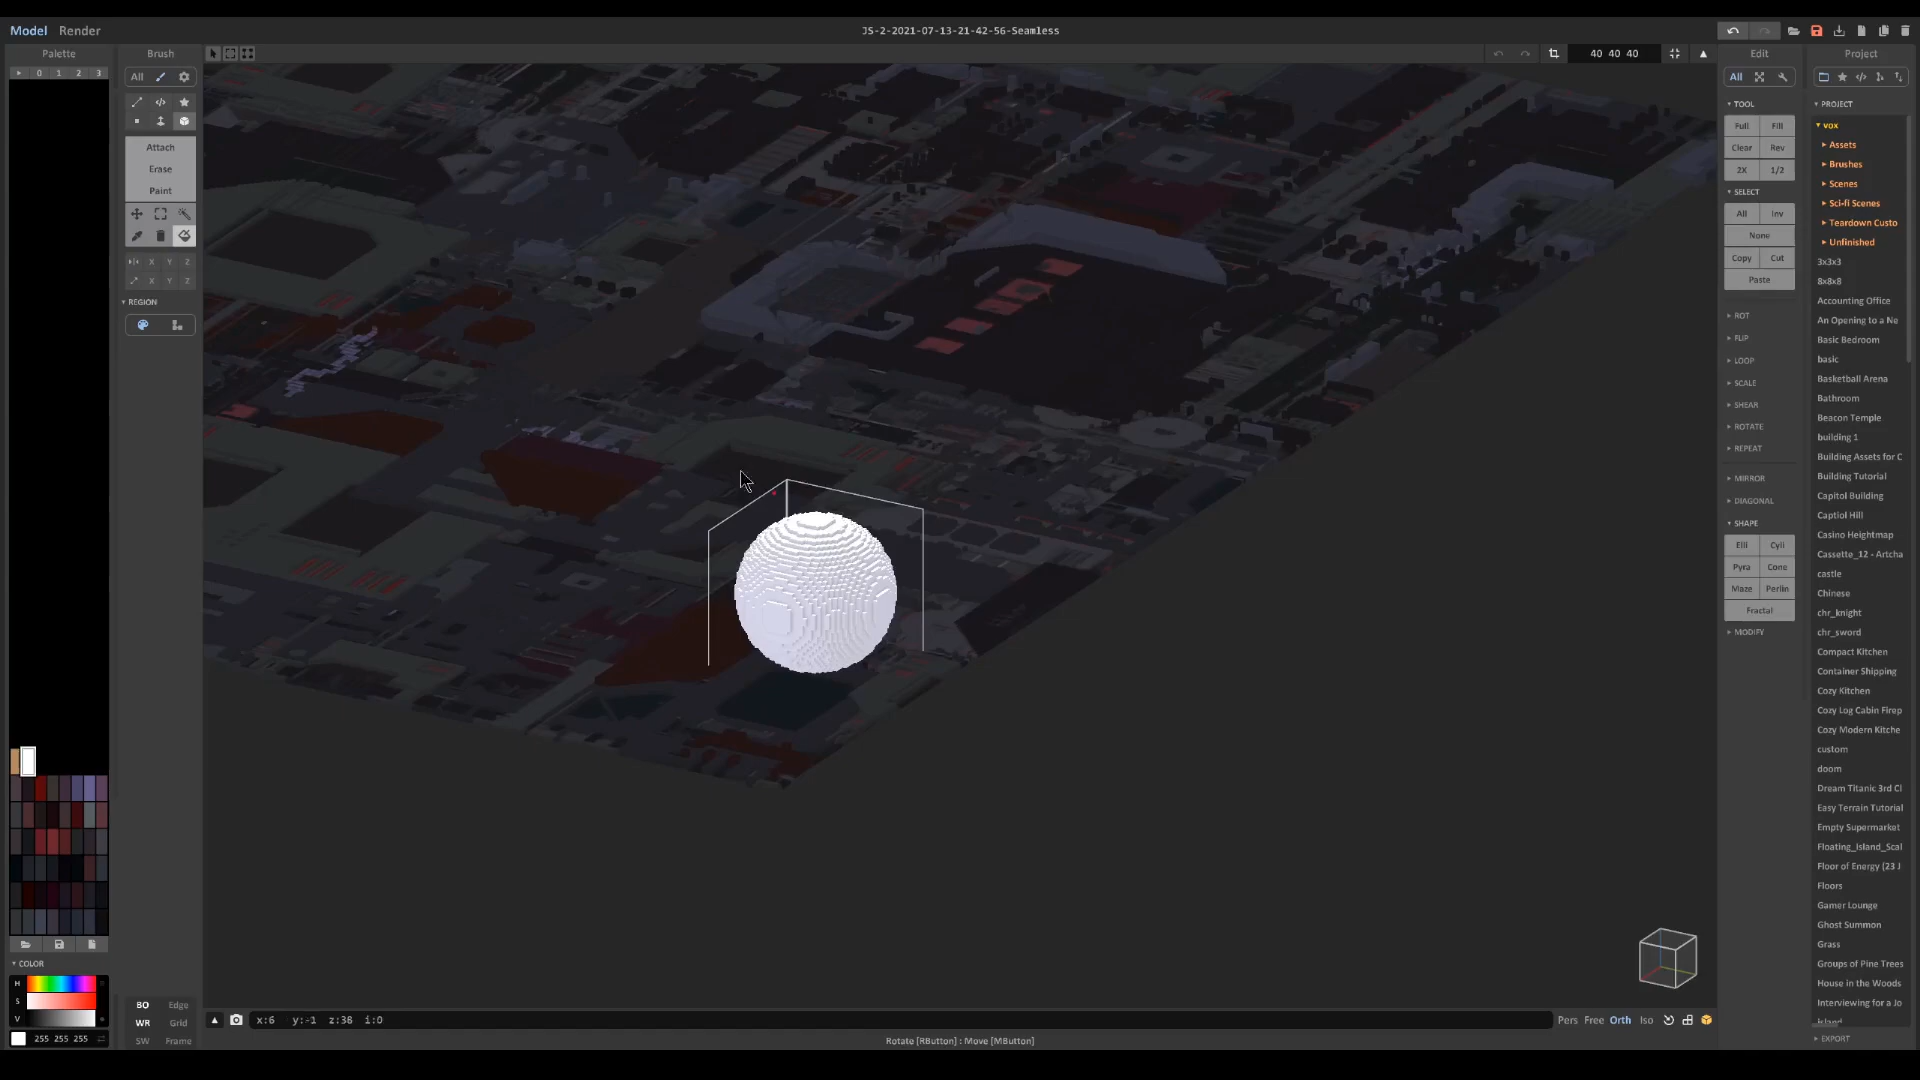 Model Render
JS-2-2021-07-13-21-42-56-Seamless
Palette
0 1 2 3
COLOR
H
S
V
255 255 255
Brush
All
Attach
Erase
Paint
X Y Z
X Y Z
REGION
BO Edge
WR Grid
SW Frame
40 40 40
x:6 y:-1 z:36 i:0
Pers Free Orth Iso
Rotate [RButton] : Move [MButton]
Edit
All
TOOL
Full Fill
Clear Rev
2X 1/2
SELECT
All Inv
None
Copy Cut
Paste
ROT
FLIP
LOOP
SCALE
SHEAR
ROTATE
REPEAT
MIRROR
DIAGONAL
SHAPE
Elli Cyli
Pyra Cone
Maze Perlin
Fractal
MODIFY
Project
PROJECT
vox
Assets
Brushes
Scenes
Sci-fi Scenes
Teardown Custo
Unfinished
3x3x3
8x8x8
Accounting Office
An Opening to a Ne
Basic Bedroom
basic
Basketball Arena
Bathroom
Beacon Temple
building 1
Building Assets for C
Building Tutorial
Capitol Building
Captiol Hill
Casino Heightmap
Cassette_12 - Artcha
castle
Chinese
chr_knight
chr_sword
Compact Kitchen
Container Shipping
Cozy Kitchen
Cozy Log Cabin Firep
Cozy Modern Kitche
custom
doom
Dream Titanic 3rd Cl
Easy Terrain Tutorial
Empty Supermarket
Floating_Island_Scal
Floor of Energy (23 J
Floors
Gamer Lounge
Ghost Summon
Grass
Groups of Pine Trees
House in the Woods
Interviewing for a Jo
island
EXPORT